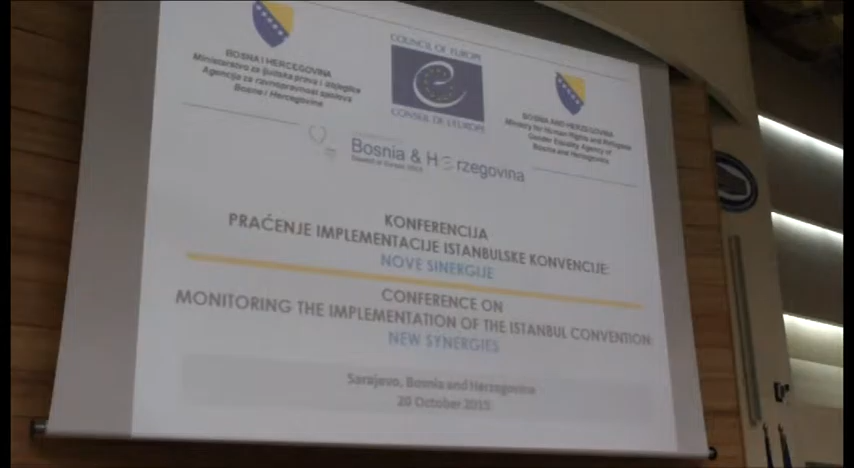 BOSNA I HERCEGOVINA
Ministarstvo za ljudska prava i izbjeglice
Agencija za ravnopravnost spolova
Bosne i Hercegovine
COUNCIL OF EUROPE
CONSEIL DE L'EUROPE
BOSNIA AND HERZEGOVINA
Ministry for Human Rights and Refugees
Gender Equality Agency of
Bosnia and Herzegovina
Bosnia & H rzegovina
KONFERENCIJA
PRAĆENJE IMPLEMENTACIJE ISTANBULSKE KONVENCIJE:
NOVE SINERGIJE
CONFERENCE ON
MONITORING THE IMPLEMENTATION OF THE ISTANBUL CONVENTION:
NEW SYNERGIES
Sarajevo, Bosnia and Herzegovina
20 October 2015